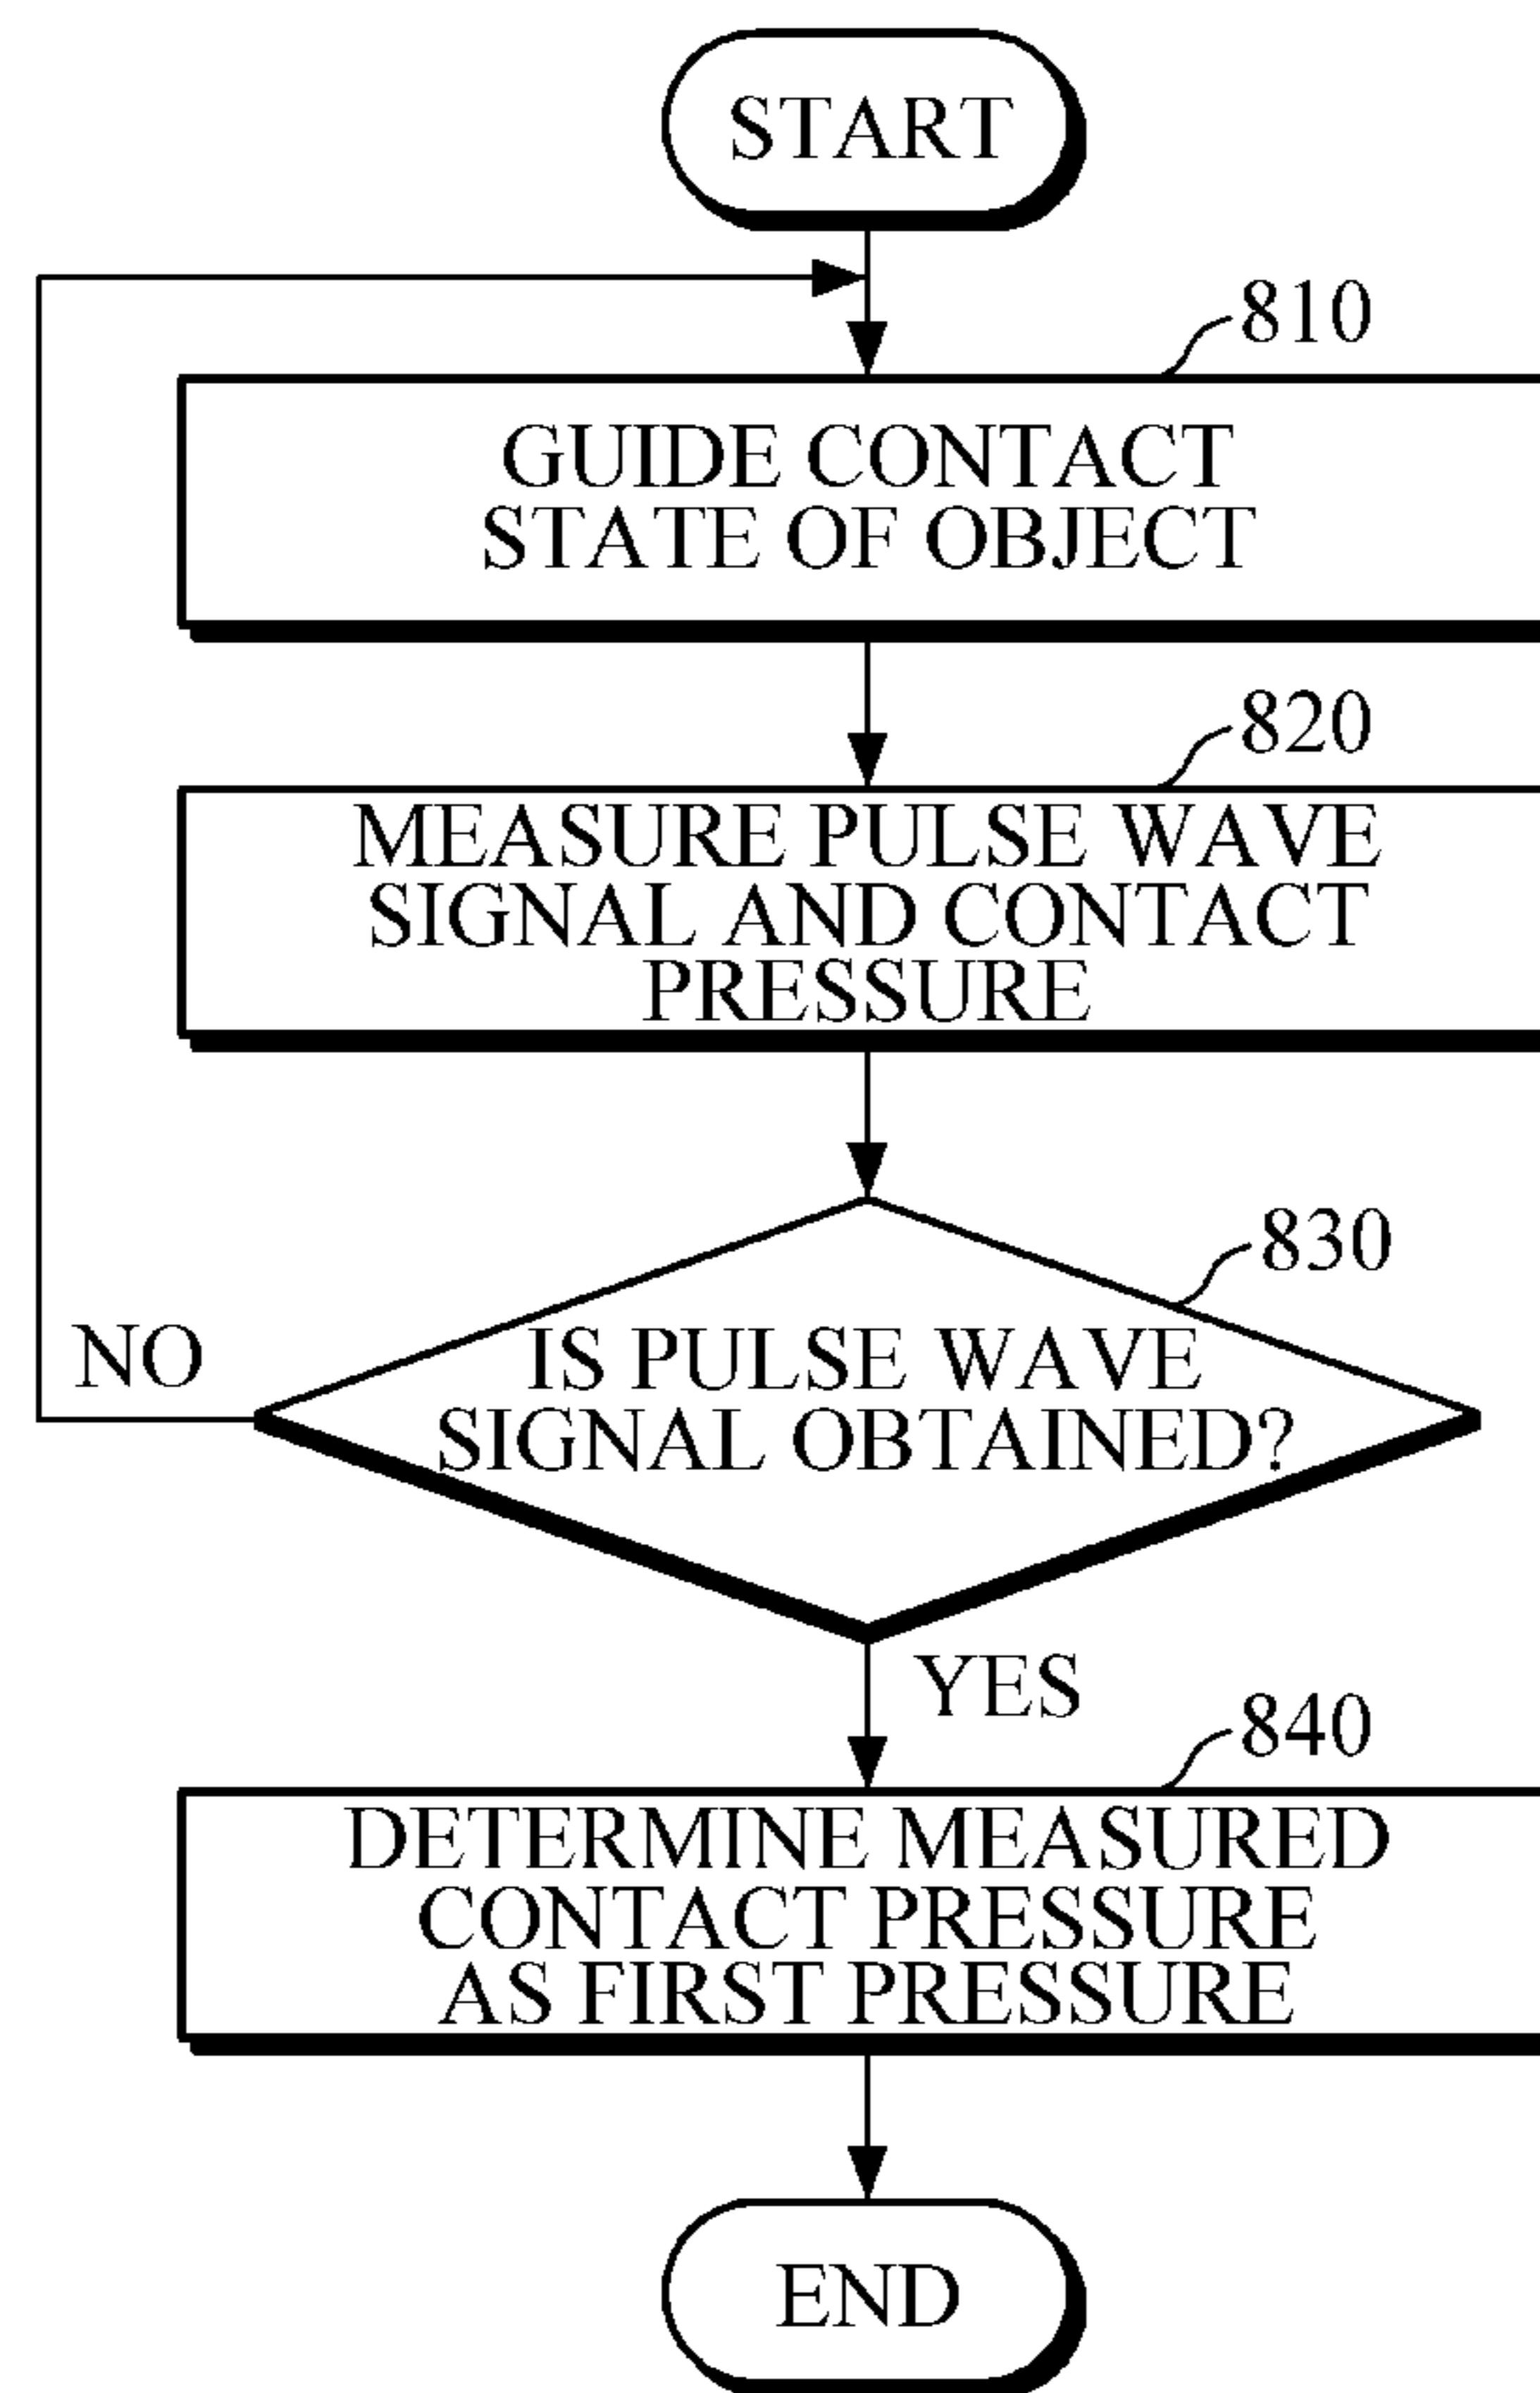 START
810
GUIDE CONTACT
STATE OF OBJECT
820
MEASURE PULSE WAVE
SIGNAL AND CONTACT
PRESSURE
830
IS PULSE WAVE
SIGNAL OBTAINED?
NO
YES
840
DETERMINE MEASURED
CONTACT PRESSURE
AS FIRST PRESSURE
END